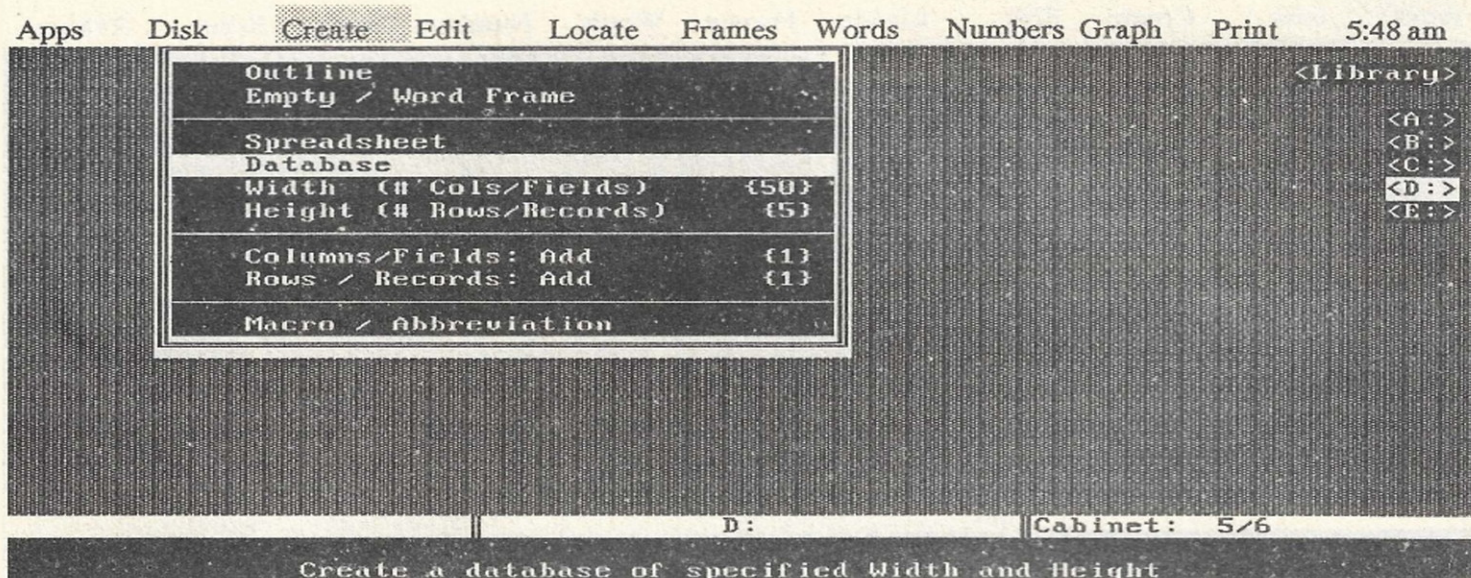 Apps Disk Create Edit Locate Frames Words Numbers Graph Print 5:48 am
Outline
Empty / Word Frame
Spreadsheet
Database
Width (# Cols/Fields) {50}
Height (# Rows/Records) {5}
Columns/Fields: Add {1}
Rows / Records: Add {1}
Macro / Abbreviation
<Library>
<A:>
<B:>
<C:>
<D:>
<E:>
D: Cabinet: 5/6
Create a database of specified Width and Height